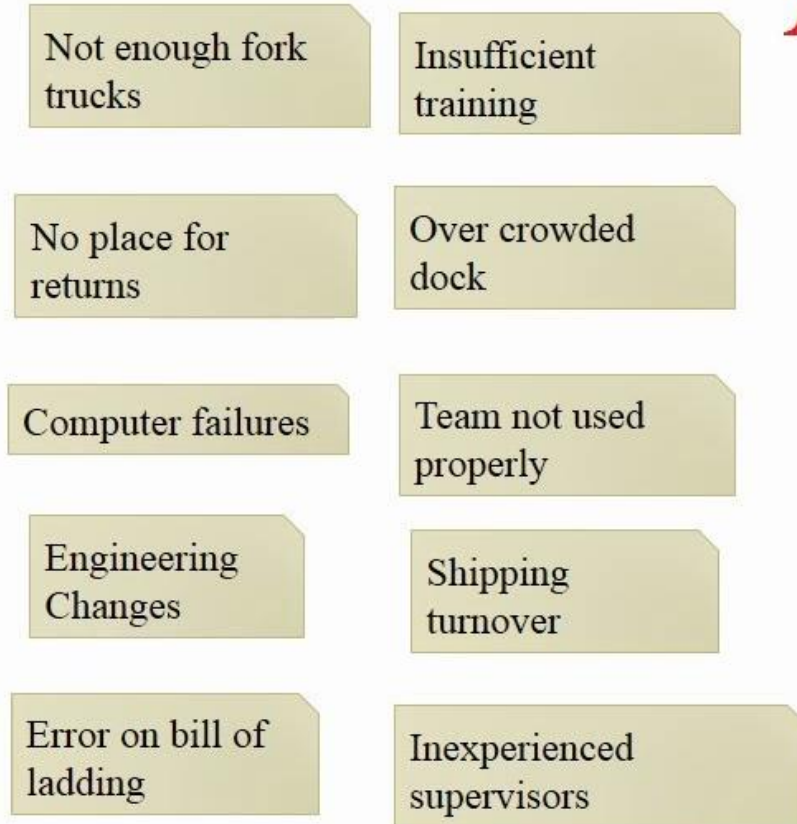 Not enough fork
trucks
Insufficient
training
No place for
returns
Over crowded
dock
Computer failures
Team not used
properly
Engineering
Changes
Shipping
turnover
Error on bill of
ladding
Inexperienced
supervisors